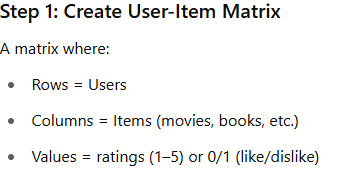 Step 1: Create User-Item Matrix
A matrix where:
• Rows = Users
• Columns = Items (movies, books, etc.)
• Values = ratings (1–5) or 0/1 (like/dislike)